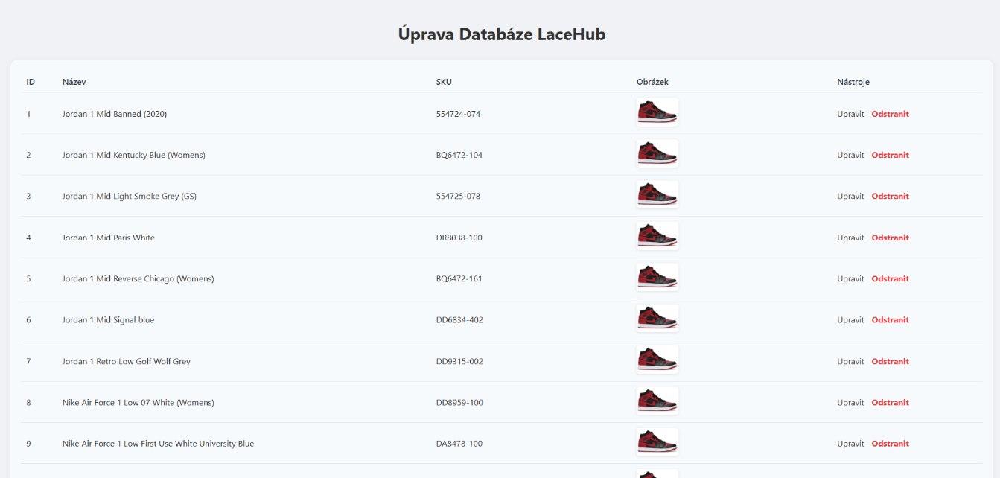 Úprava Databáze LaceHub
ID Název SKU Obrázek Nástroje
1 Jordan 1 Mid Banned (2020) 554724-074 Upravit Odstranit
2 Jordan 1 Mid Kentucky Blue (Womens) BQ6472-104 Upravit Odstranit
3 Jordan 1 Mid Light Smoke Grey (GS) 554725-078 Upravit Odstranit
4 Jordan 1 Mid Paris White DR8038-100 Upravit Odstranit
5 Jordan 1 Mid Reverse Chicago (Womens) BQ6472-161 Upravit Odstranit
6 Jordan 1 Mid Signal blue DD6834-402 Upravit Odstranit
7 Jordan 1 Retro Low Golf Wolf Grey DD9315-002 Upravit Odstranit
8 Nike Air Force 1 Low 07 White (Womens) DD8959-100 Upravit Odstranit
9 Nike Air Force 1 Low First Use White University Blue DA8478-100 Upravit Odstranit